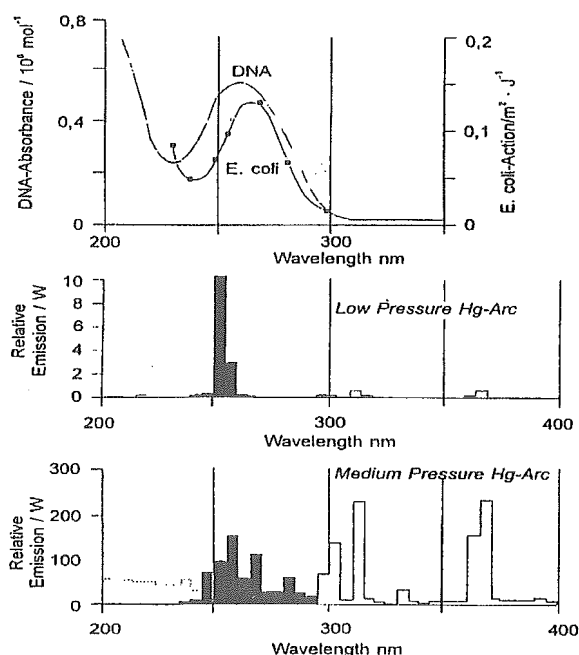 DNA-Absorbance / 10⁶ mol⁻¹
0,8
0,4
0
DNA
E. coli
0,2
0,1
0
E. coli-Action/m² · J⁻¹
200
300
Wavelength nm
Relative
Emission / W
10
8
6
4
2
0
Low Pressure Hg-Arc
200
300
400
Wavelength nm
Relative
Emission / W
300
200
100
0
Medium Pressure Hg-Arc
200
300
400
Wavelength nm